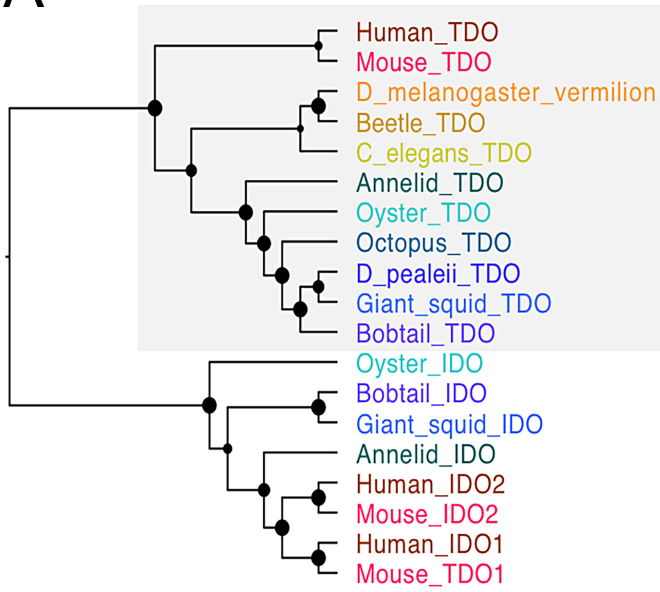 Human_TDO
Mouse_TDO
D_melanogaster_vermilion
Beetle_TDO
C_elegans_TDO
Annelid_TDO
Oyster_TDO
Octopus_TDO
D_pealeii_TDO
Giant_squid_TDO
Bobtail_TDO
Oyster_IDO
Bobtail_IDO
Giant_squid_IDO
Annelid_IDO
Human_IDO2
Mouse_IDO2
Human_IDO1
Mouse_TDO1